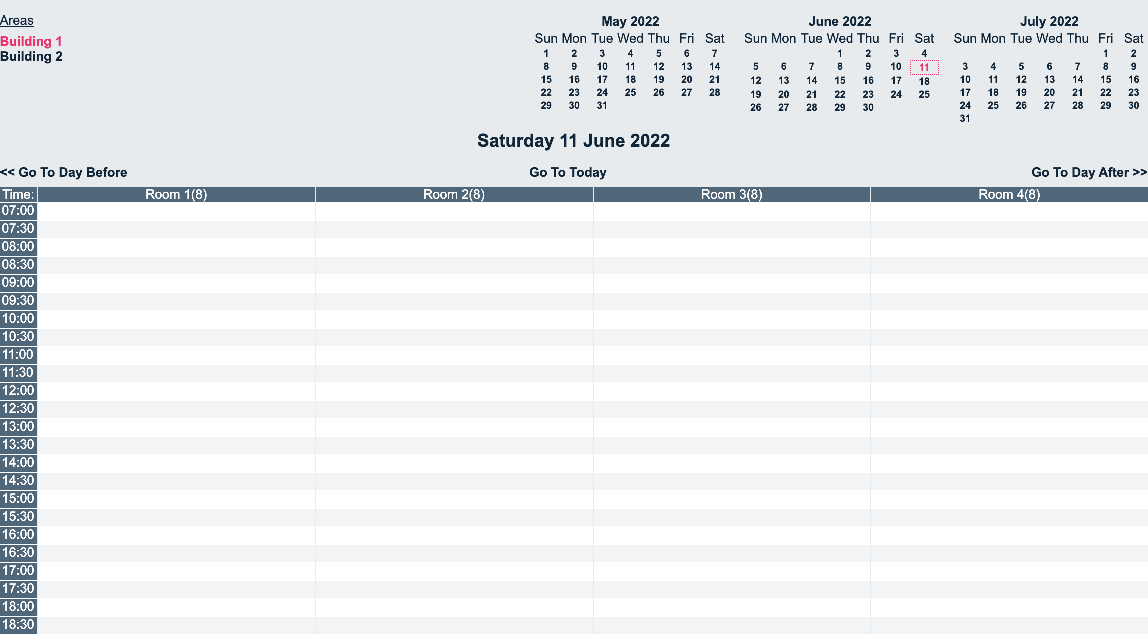 Areas
Building 1
Building 2
May 2022
Sun Mon Tue Wed Thu Fri Sat
1 2 3 4 5 6 7
8 9 10 11 12 13 14
15 16 17 18 19 20 21
22 23 24 25 26 27 28
29 30 31
June 2022
Sun Mon Tue Wed Thu Fri Sat
1 2 3 4
5 6 7 8 9 10 11
12 13 14 15 16 17 18
19 20 21 22 23 24 25
26 27 28 29 30
July 2022
Sun Mon Tue Wed Thu Fri Sat
1 2
3 4 5 6 7 8 9
10 11 12 13 14 15 16
17 18 19 20 21 22 23
24 25 26 27 28 29 30
31
Saturday 11 June 2022
<< Go To Day Before Go To Today Go To Day After >>
Time: Room 1(8) Room 2(8) Room 3(8) Room 4(8)
07:00
07:30
08:00
08:30
09:00
09:30
10:00
10:30
11:00
11:30
12:00
12:30
13:00
13:30
14:00
14:30
15:00
15:30
16:00
16:30
17:00
17:30
18:00
18:30